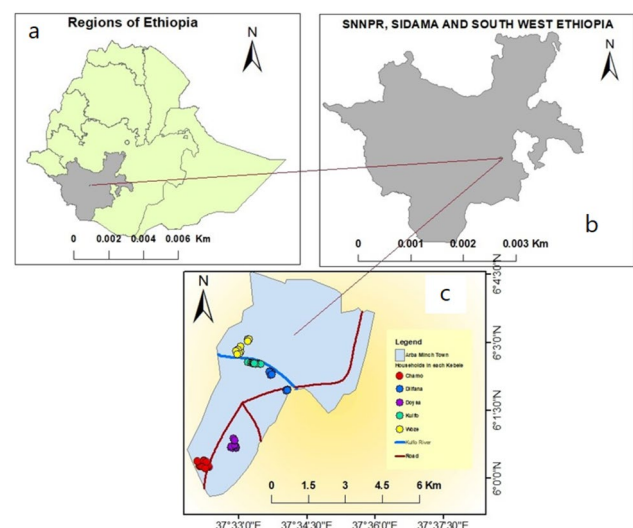 a
Regions of Ethiopia
N
0 0.002 0.004 0.006 Km
SNNPR, SIDAMA AND SOUTH WEST ETHIOPIA
N
b
0 0.001 0.002 0.003 Km
N
c
Legend
Arba Minch Town
Households in each Kebele
Chamo
Dilfana
Doysa
Kulfo
Woze
Kulfo River
Road
0 1.5 3 4.5 6 Km
6°4'30"N
6°3'0"N
6°1'30"N
6°0'0"N
37°33'0"E 37°34'30"E 37°36'0"E 37°37'30"E